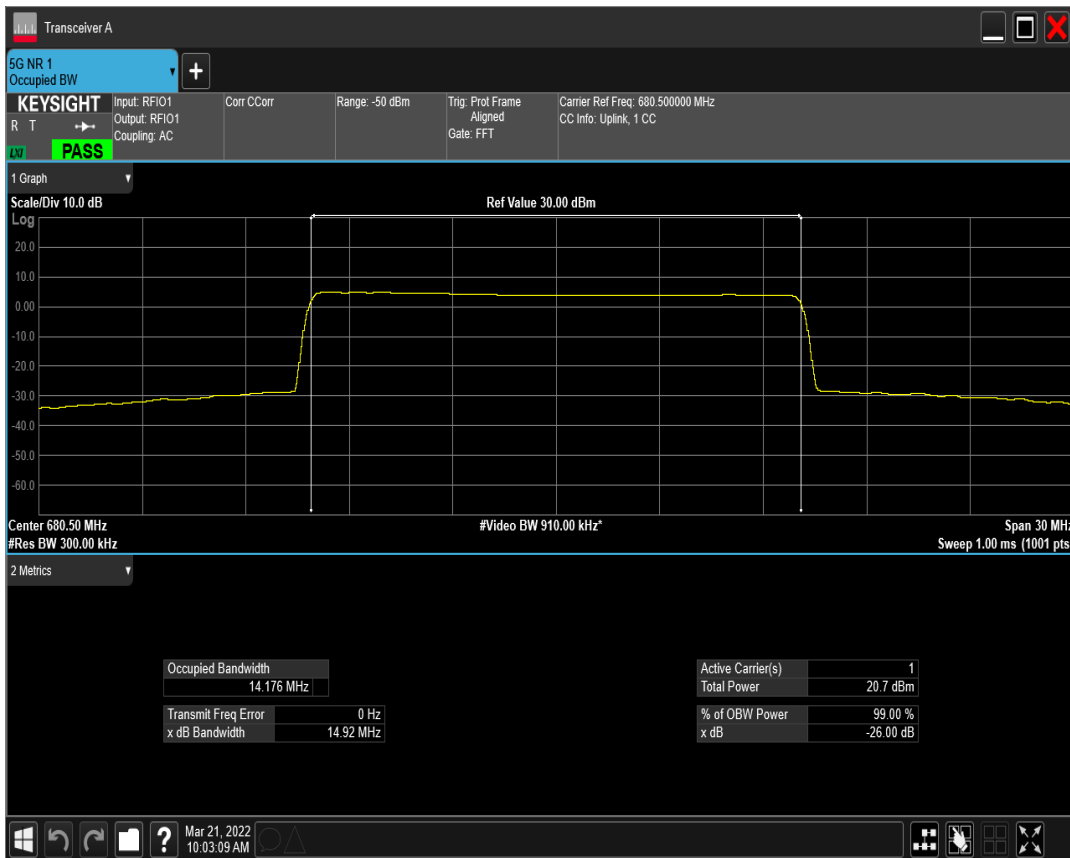 Transceiver A
5G NR 1
Occupied BW
+
KEYSIGHT
R T
LXI
PASS
Input: RFIO1
Output: RFIO1
Coupling: AC
Corr CCorr
Range: -50 dBm
Trig: Prot Frame
Aligned
Gate: FFT
Carrier Ref Freq: 680.500000 MHz
CC Info: Uplink, 1 CC
1 Graph
Scale/Div 10.0 dB
Ref Value 30.00 dBm
Log
20.0
10.0
0.00
-10.0
-20.0
-30.0
-40.0
-50.0
-60.0
Center 680.50 MHz
#Video BW 910.00 kHz*
Span 30 MHz
#Res BW 300.00 kHz
Sweep 1.00 ms (1001 pts
2 Metrics
Occupied Bandwidth
14.176 MHz
Transmit Freq Error 0 Hz
x dB Bandwidth 14.92 MHz
Active Carrier(s) 1
Total Power 20.7 dBm
% of OBW Power 99.00 %
x dB -26.00 dB
?
Mar 21, 2022
10:03:09 AM